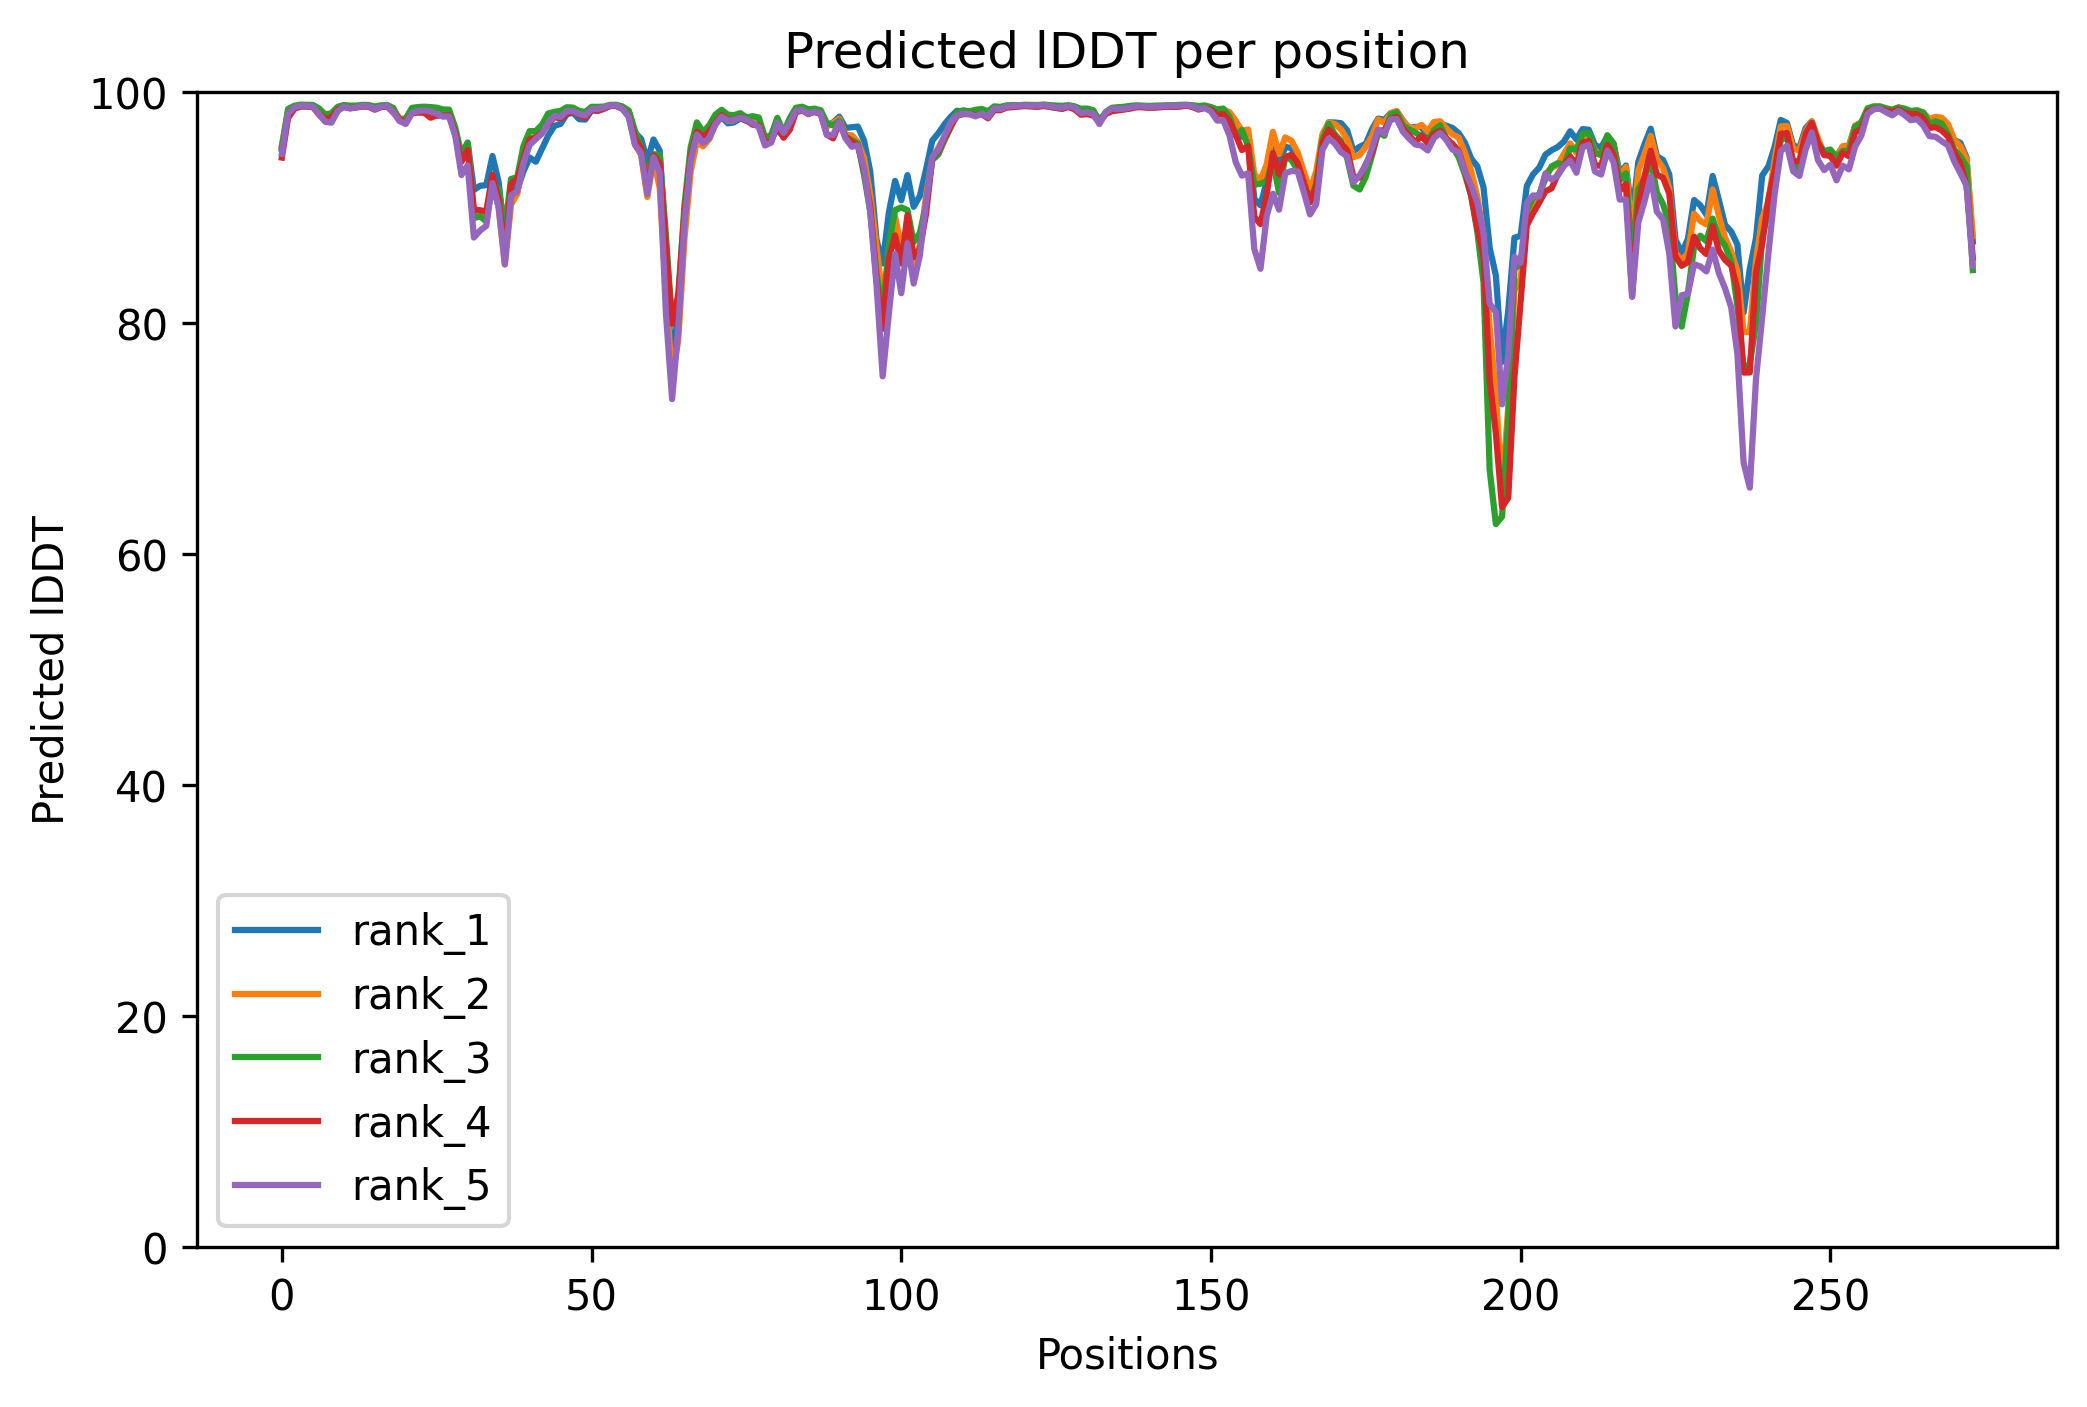 Predicted lDDT per position
100
80
60
40
20
0
Predicted lDDT
rank_1
rank_2
rank_3
rank_4
rank_5
0 50 100 150 200 250
Positions